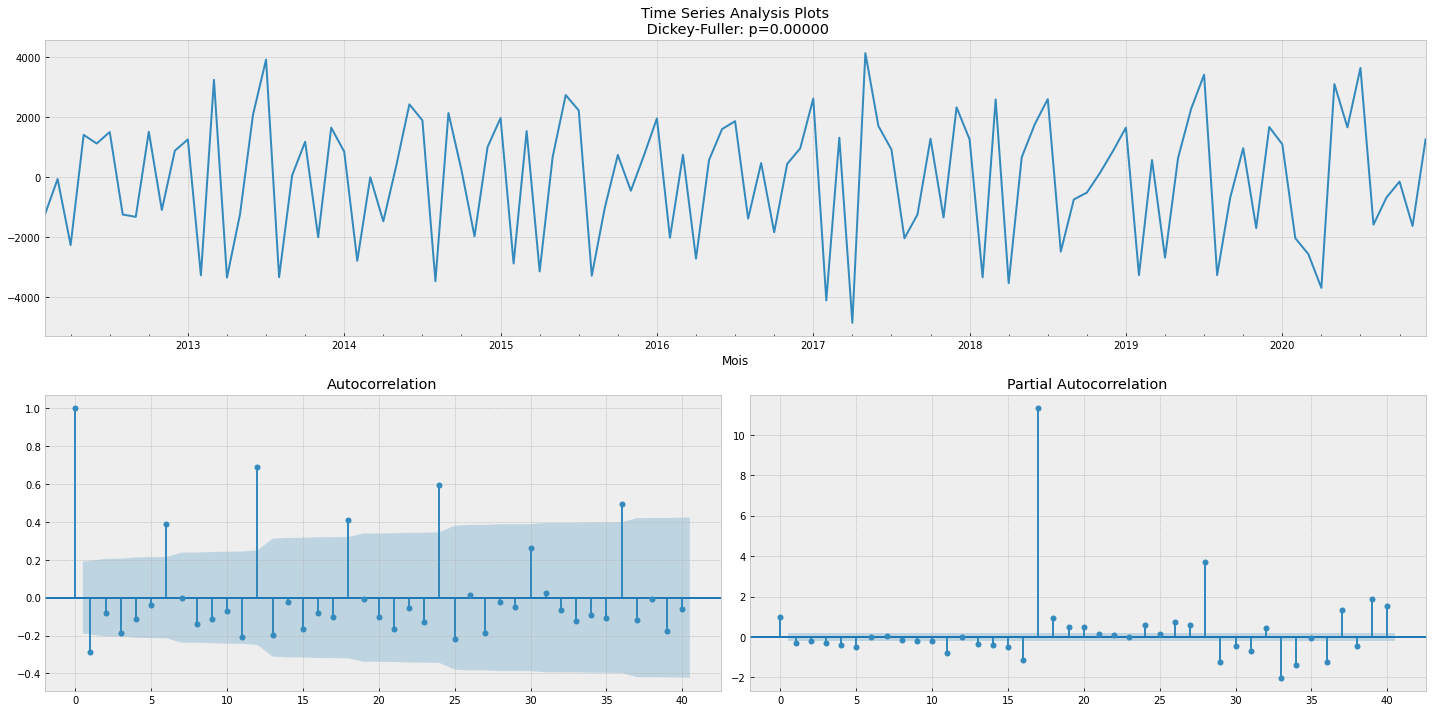 Time Series Analysis Plots
Dickey-Fuller: p=0.00000
4000
2000
0
−2000
−4000
2013 2014 2015 2016 2017 2018 2019 2020
Mois
Autocorrelation
1.0
0.8
0.6
0.4
0.2
0.0
−0.2
−0.4
0 5 10 15 20 25 30 35 40
Partial Autocorrelation
10
8
6
4
2
0
−2
0 5 10 15 20 25 30 35 40